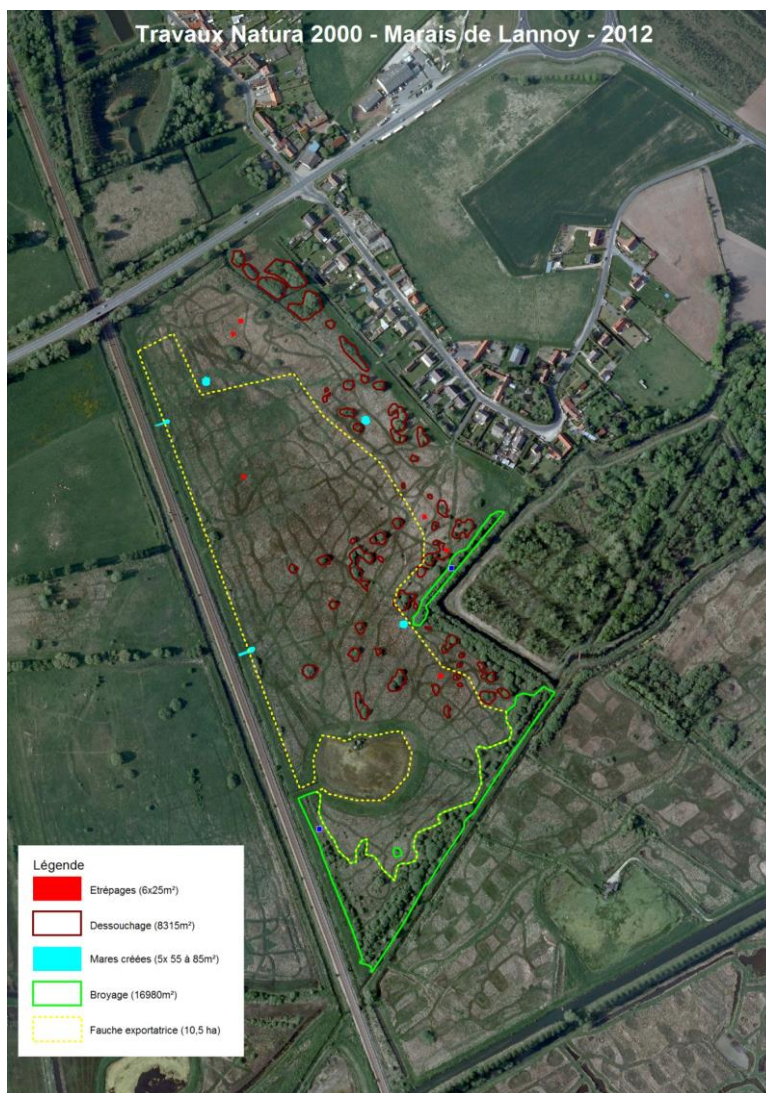 Travaux Natura 2000 - Marais de Lannoy - 2012
Légende
Etrépages (6x25m²)
Dessouchage (8315m²)
Mares créées (5x 55 à 85m²)
Broyage (16980m²)
Fauche exportatrice (10,5 ha)